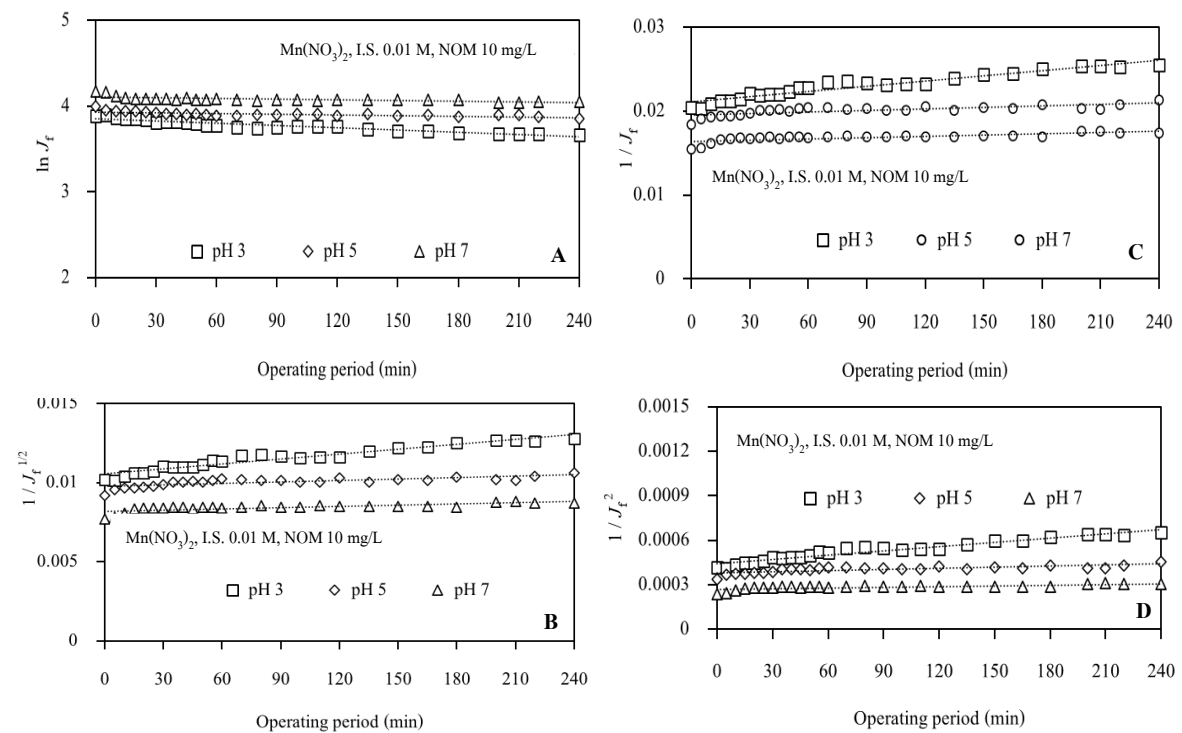 5
4
3
2
ln Jf
Mn(NO3)2, I.S. 0.01 M, NOM 10 mg/L
pH 3 pH 5 pH 7
A
0 30 60 90 120 150 180 210 240
Operating period (min)
0.03
0.02
0.01
0
1 / Jf
Mn(NO3)2, I.S. 0.01 M, NOM 10 mg/L
pH 3 pH 5 pH 7
C
0 30 60 90 120 150 180 210 240
Operating period (min)
0.015
0.01
0.005
0
1 / Jf 1/2
Mn(NO3)2, I.S. 0.01 M, NOM 10 mg/L
pH 3 pH 5 pH 7
B
0 30 60 90 120 150 180 210 240
Operating period (min)
0.0015
0.0012
0.0009
0.0006
0.0003
0
1 / Jf 2
Mn(NO3)2, I.S. 0.01 M, NOM 10 mg/L
pH 3 pH 5 pH 7
D
0 30 60 90 120 150 180 210 240
Operating period (min)